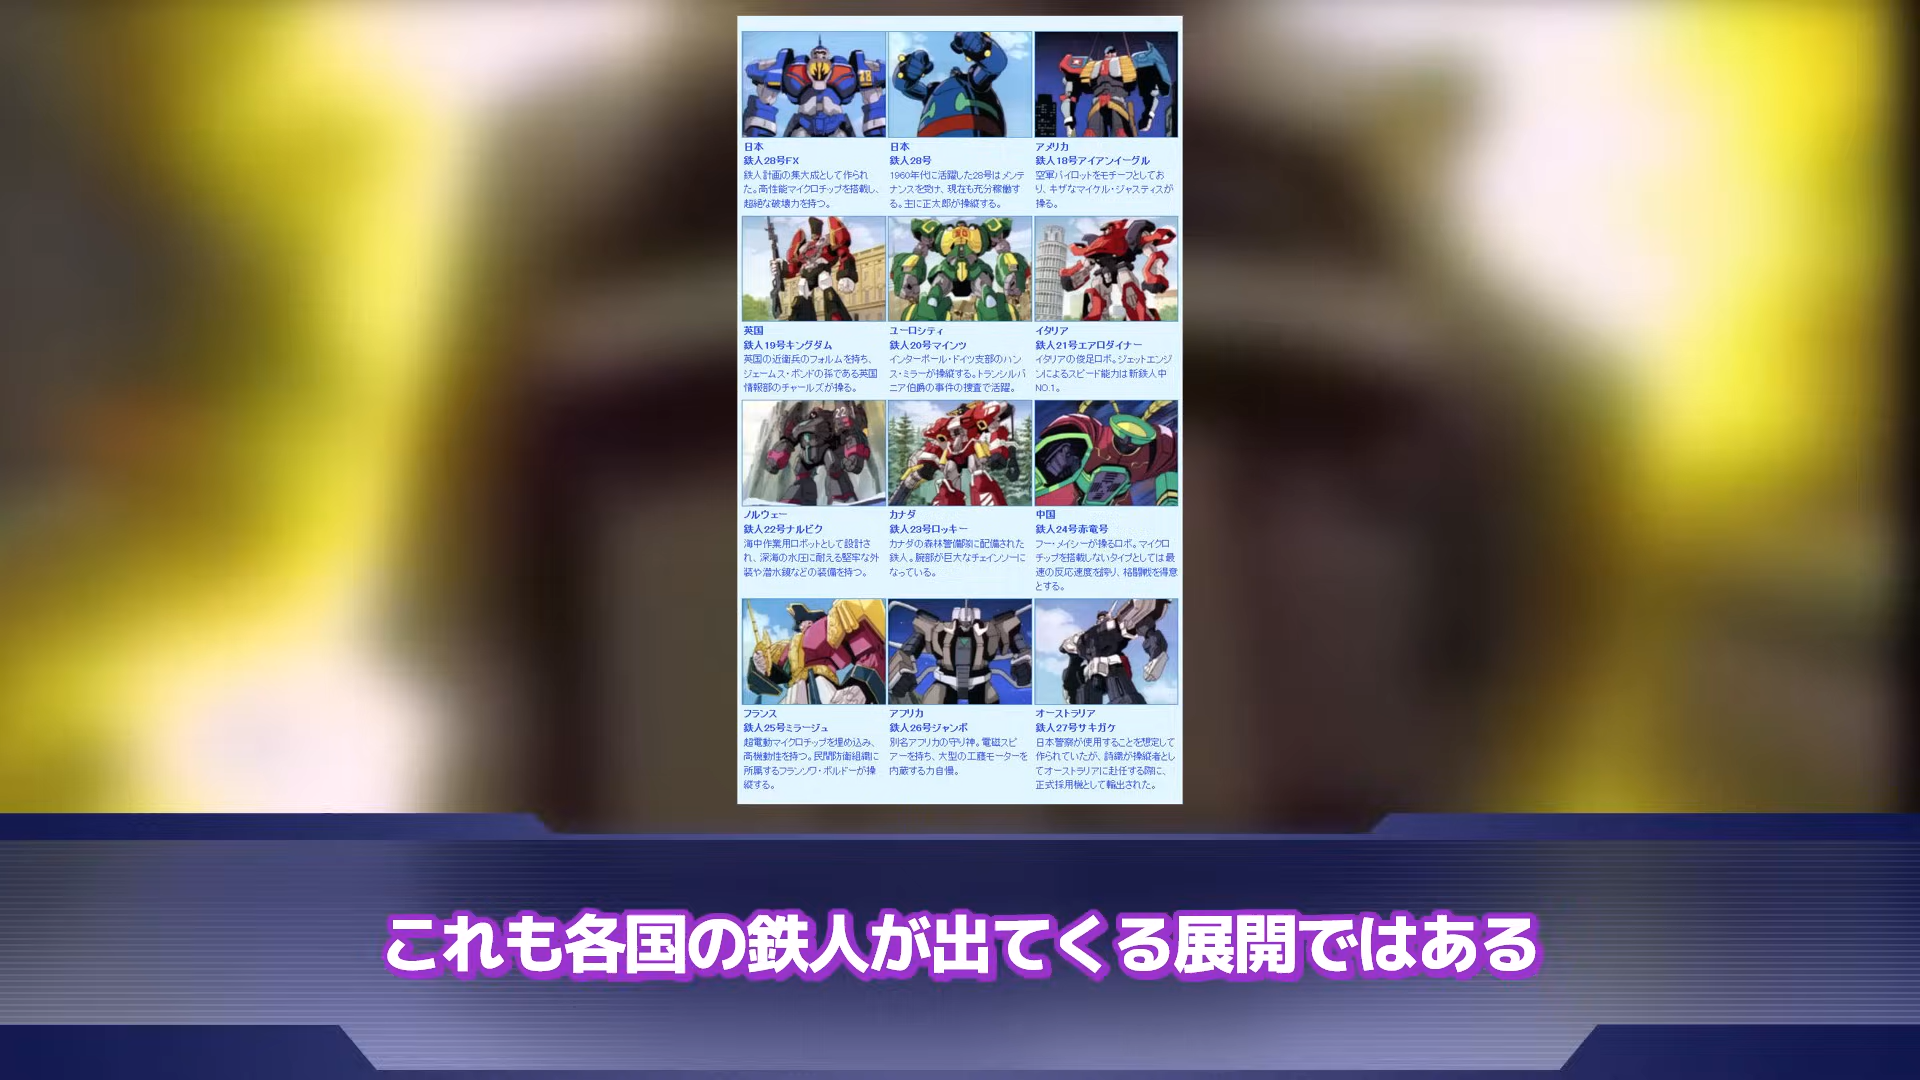 日本
鉄人28号FX
鉄人計画の集大成として作られ
た。高性能マイクロチップを搭載し、
超絶な破壊力を持つ。
日本
鉄人28号
1960年代に活躍した28号はメンテ
ナンスを受け、現在も充分稼働す
る。主に正太郎が操縦する。
アメリカ
鉄人18号アイアンイーグル
空軍パイロットをモチーフとしてお
り、キザなマイケル・ジャスティスが
操る。
英国
鉄人19号キングダム
英国の近衛兵のフォルムを持ち、
ジェームス・ボンドの孫である英国
情報部のチャールズが操る。
ユーロシティ
鉄人20号マインツ
インターポール・ドイツ支部のハン
ス・ミラーが操縦する。トランシルバ
ニア伯爵の事件の捜査で活躍。
イタリア
鉄人21号エアロダイナー
イタリアの俊足ロボ。ジェットエンジ
ンによるスピード能力は新鉄人中
NO.1。
22
ノルウェー
鉄人22号ナルビク
海中作業用ロボットとして設計さ
れ、深海の水圧に耐える堅牢な外
装や潜水鏡などの装備を持つ。
カナダ
鉄人23号ロッキー
カナダの森林警備隊に配備された
鉄人。腕部が巨大なチェインソーに
なっている。
中国
鉄人24号赤竜号
フー・メイシーが操るロボ。マイクロ
チップを搭載しないタイプとしては最
速の反応速度を誇り、格闘戦を得意
とする。
フランス
鉄人25号ミラージュ
超電動マイクロチップを埋め込み、
高機動性を持つ。民間防衛組織に
所属するフランソワ・ボルドーが操
縦する。
アフリカ
鉄人26号ジャンボ
別名アフリカの守り神。電磁スピ
アーを持ち、大型の工廠モーターを
内蔵する力自慢。
オーストラリア
鉄人27号サキガケ
日本警察が使用することを想定して
作られていたが、詩織が操縦者とし
てオーストラリアに赴任する際に、
正式採用機として輸出された。
これも各国の鉄人が出てくる展開ではある